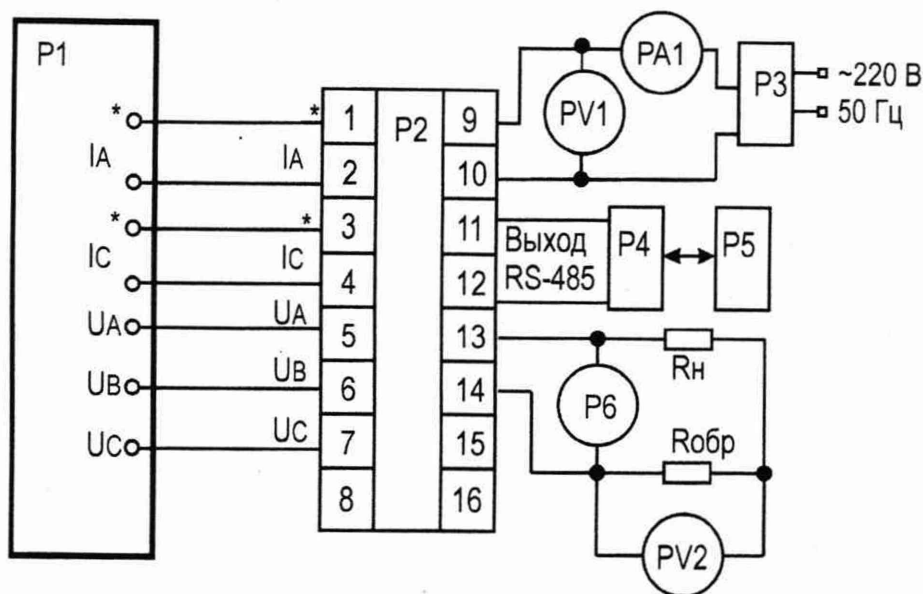 P1
*
IA
*
IC
UA
UB
UC
*
IA
*
IC
UA
UB
UC
1
2
3
4
5
6
7
8
P2
9
10
11
12
13
14
15
16
PV1
PA1
P3
~220 В
50 Гц
Выход
RS-485
P4
P5
P6
Rн
Rобр
PV2